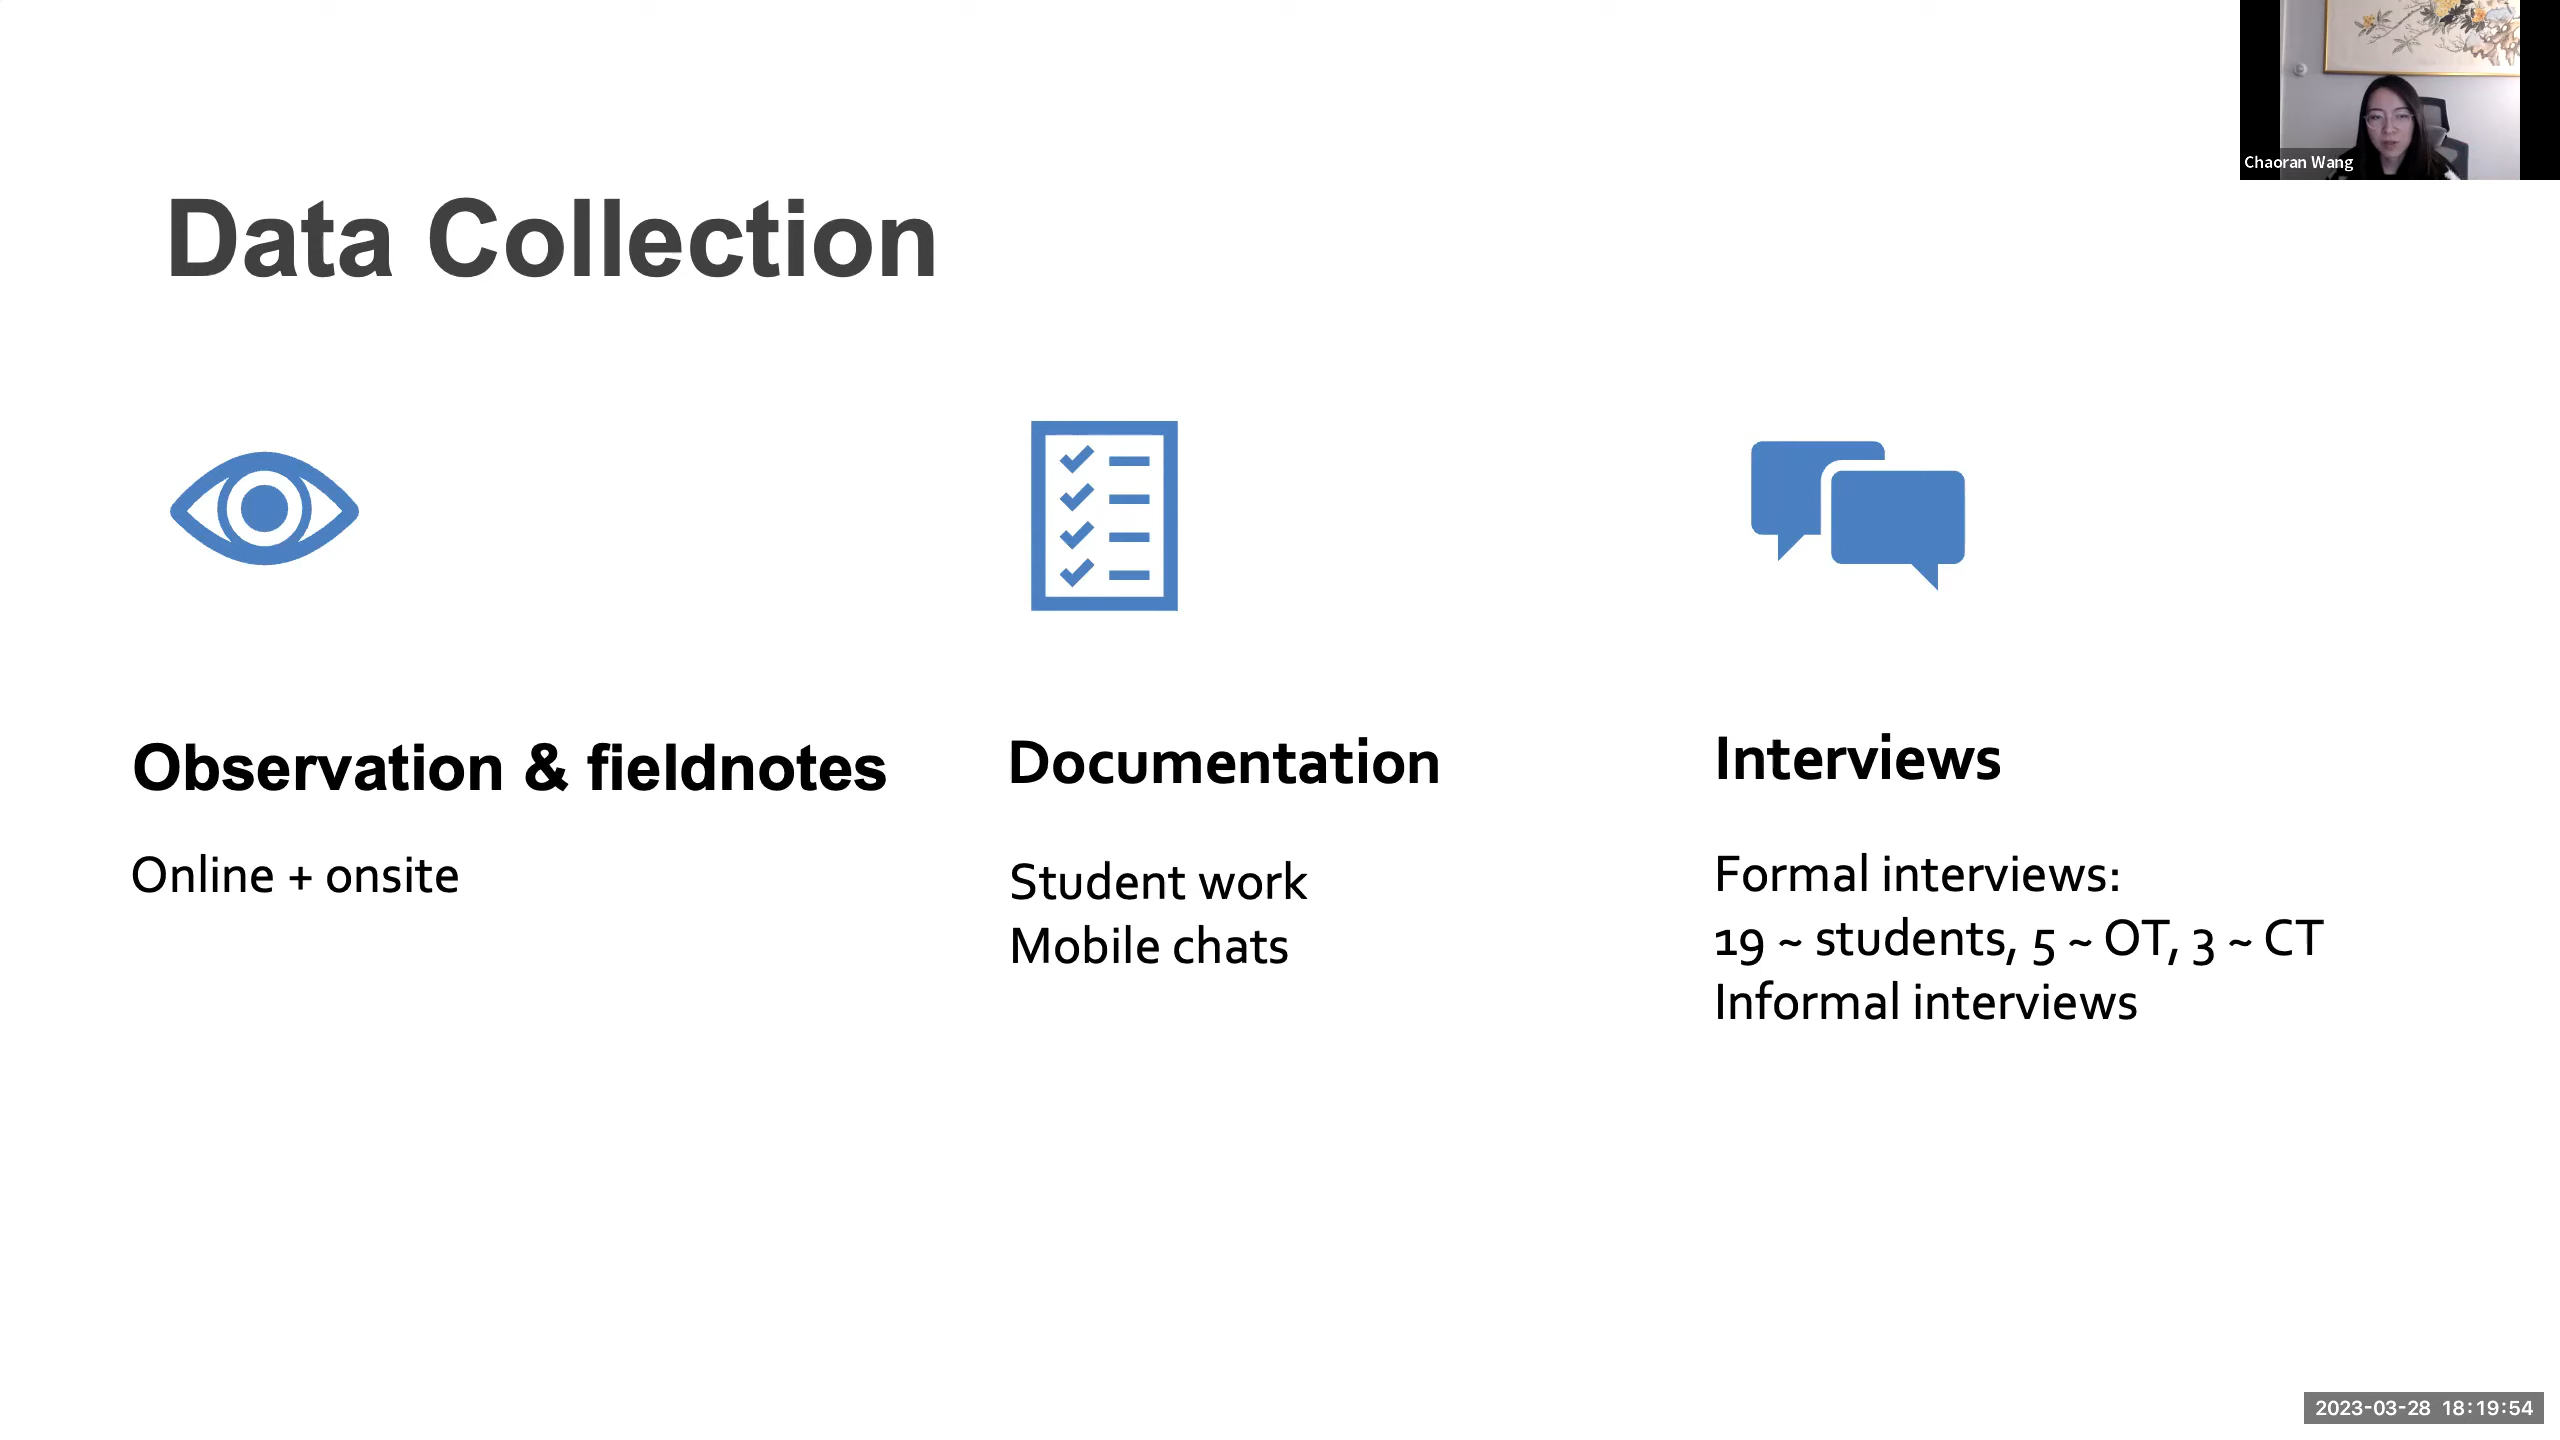 Chaoran Wang
Data Collection
Observation & fieldnotes
Online + onsite
Documentation
Student work
Mobile chats
Interviews
Formal interviews:
19 ~ students, 5 ~ OT, 3 ~ CT
Informal interviews
2023-03-28 18:19:54